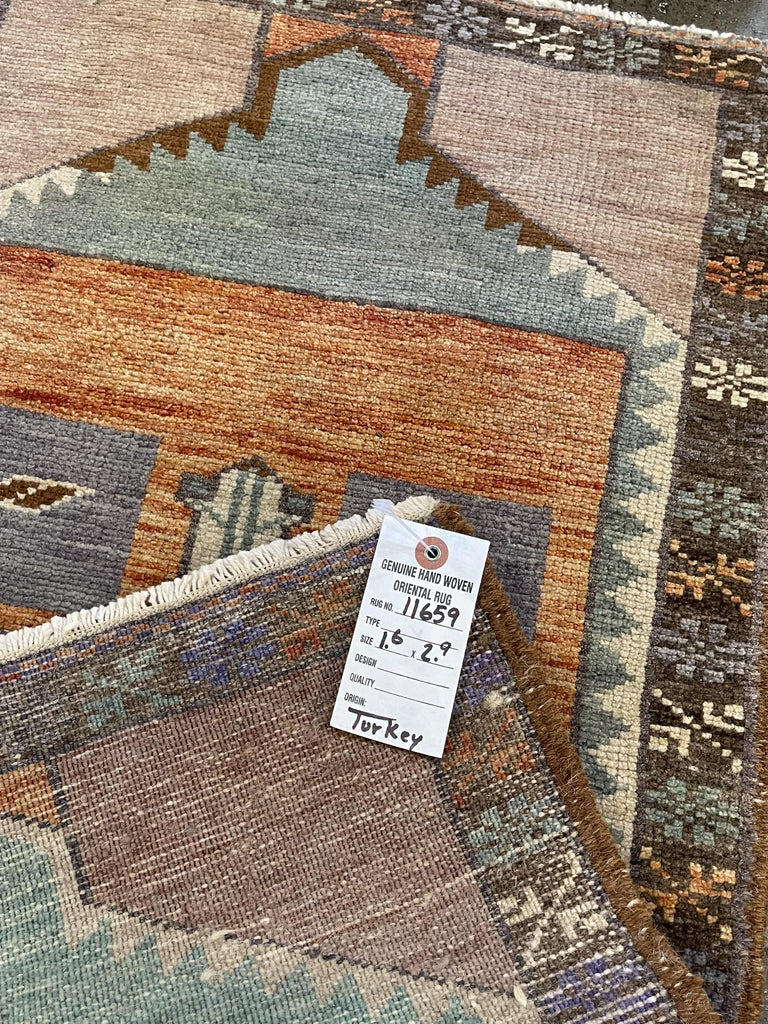 GENUINE HAND WOVEN
ORIENTAL RUG
RUG NO. 11659
TYPE
SIZE 1.6 x 2.9
DESIGN
QUALITY
ORIGIN:
Turkey